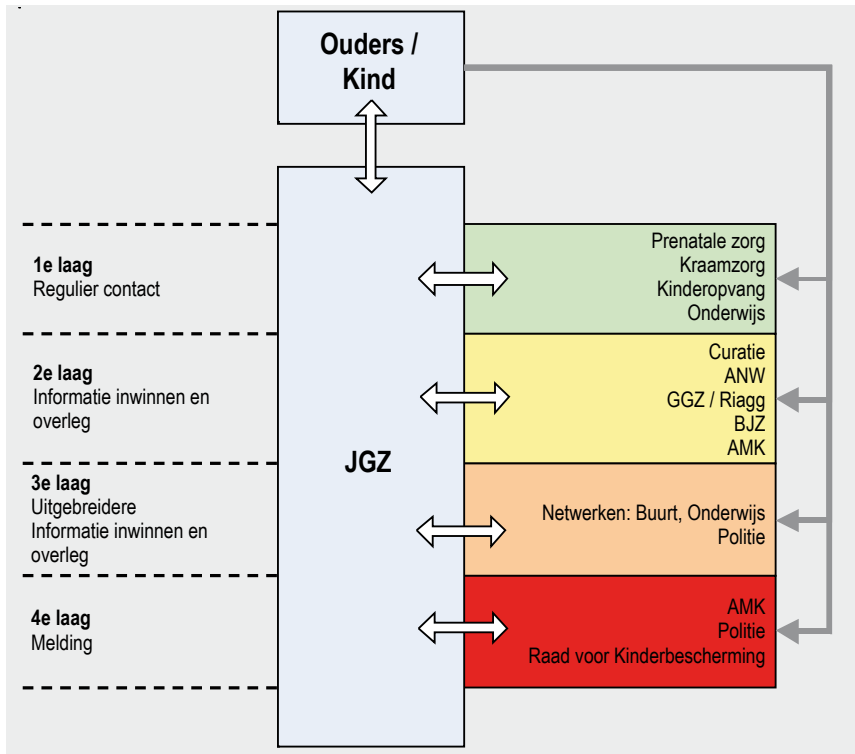 Ouders /
Kind
1e laag
Regulier contact
Prenatale zorg
Kraamzorg
Kinderopvang
Onderwijs
2e laag
Informatie inwinnen en
overleg
Curatie
ANW
GGZ / Riagg
BJZ
AMK
JGZ
3e laag
Uitgebreidere
Informatie inwinnen en
overleg
Netwerken: Buurt, Onderwijs
Politie
4e laag
Melding
AMK
Politie
Raad voor Kinderbescherming